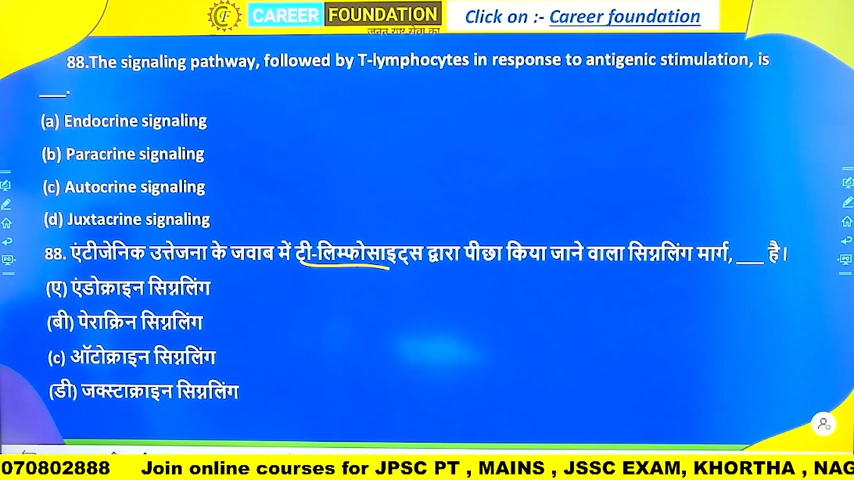 CAREER FOUNDATION
Click on :- Career foundation
88.The signaling pathway, followed by T-lymphocytes in response to antigenic stimulation, is
___.
(a) Endocrine signaling
(b) Paracrine signaling
(c) Autocrine signaling
(d) Juxtacrine signaling
88. एंटीजेनिक उत्तेजना के जवाब में टी-लिम्फोसाइट्स द्वारा पीछा किया जाने वाला सिग्नलिंग मार्ग, ___ है।
(ए) एंडोक्राइन सिग्नलिंग
(बी) पेराक्रिन सिग्नलिंग
(c) ऑटोक्राइन सिग्नलिंग
(डी) जक्स्टाक्राइन सिग्नलिंग
070802888 Join online courses for JPSC PT , MAINS , JSSC EXAM, KHORTHA , NAG